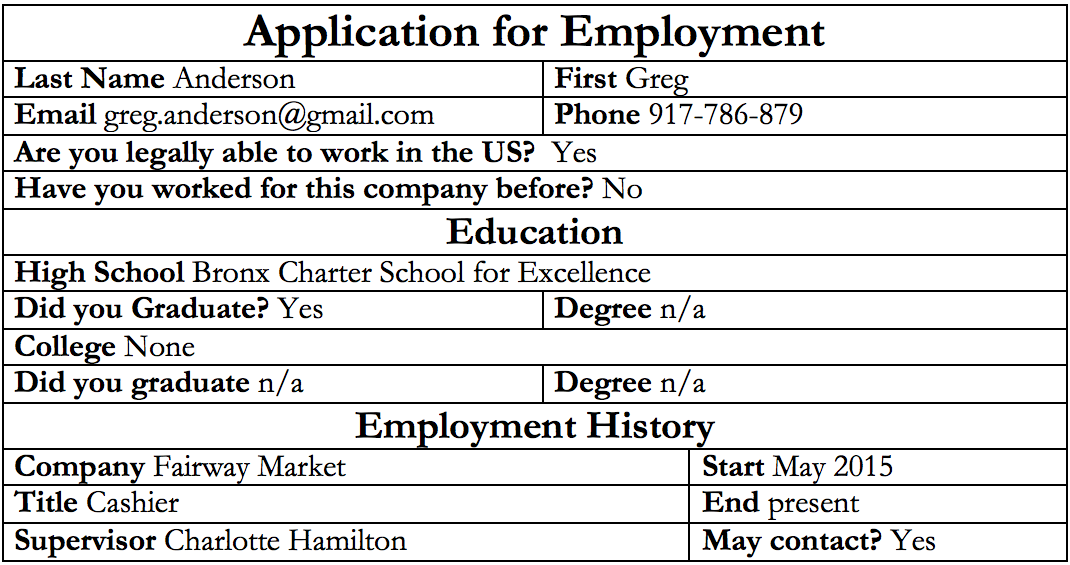 Application for Employment
Last Name Anderson First Greg
Email greg.anderson@gmail.com Phone 917-786-879
Are you legally able to work in the US? Yes
Have you worked for this company before? No
Education
High School Bronx Charter School for Excellence
Did you Graduate? Yes Degree n/a
College None
Did you graduate n/a Degree n/a
Employment History
Company Fairway Market Start May 2015
Title Cashier End present
Supervisor Charlotte Hamilton May contact? Yes